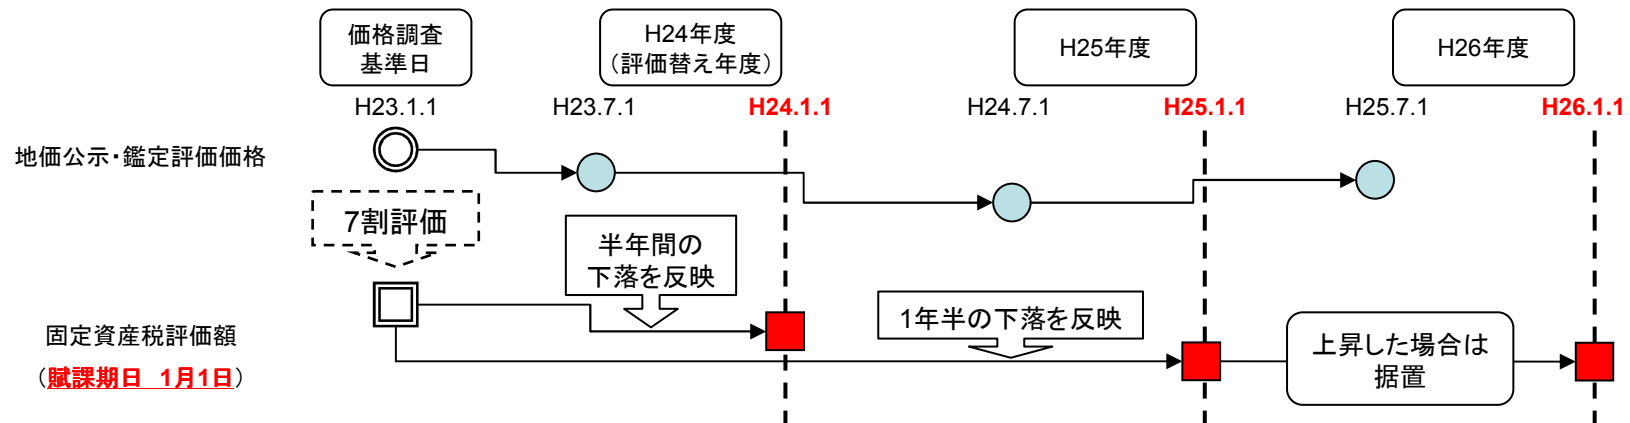 価格調査
基準日
H24年度
（評価替え年度）
H25年度
H26年度
H23.1.1
H23.7.1
H24.1.1
H24.7.1
H25.1.1
H25.7.1
H26.1.1
地価公示・鑑定評価価格
7割評価
半年間の
下落を反映
1年半の下落を反映
上昇した場合は
据置
固定資産税評価額
（賦課期日　1月1日）